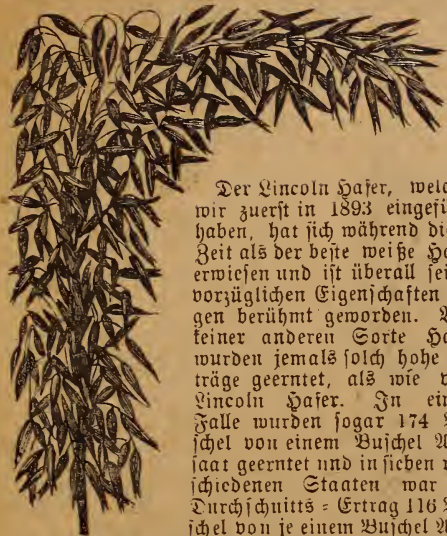 Der Lincoln Hafer, welc
wir zuerst in 1893 eingefü
haben, hat sich während die
Zeit als der beste weiße Ha
erwiesen und ist überall sei
vorzüglichen Eigenschaften
gen berühmt geworden.
keiner anderen Sorte Ha
wurden jemals solch hohe
träge geerntet, als wie v
Lincoln Hafer. In ein
Falle wurden sogar 174
schel von einem Buschel A
saat geerntet und in sieben
schiedenen Staaten war
Durchschnitts = Ertrag 116
schel von je einem Buschel A